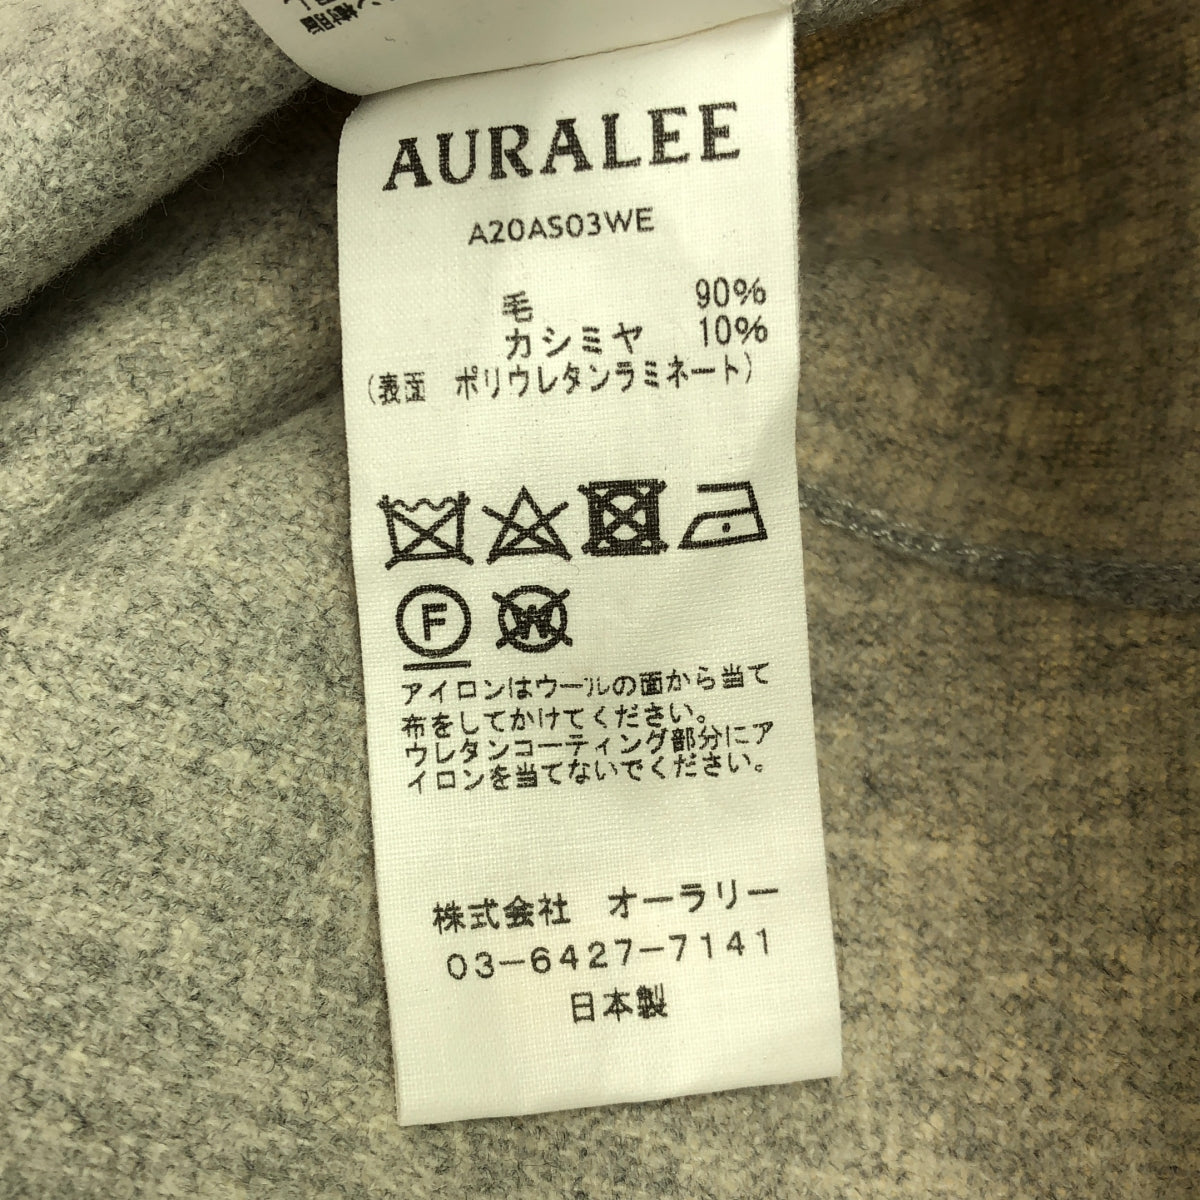 AURALEE
A20AS03WE
毛 90%
カシミヤ 10%
(表面 ポリウレタンラミネート)
F
W
アイロンはウールの面から当て
布をしてかけてください。
ウレタンコーティング部分にア
イロンを当てないでください。
株式会社 オーラリー
03-6427-7141
日本製